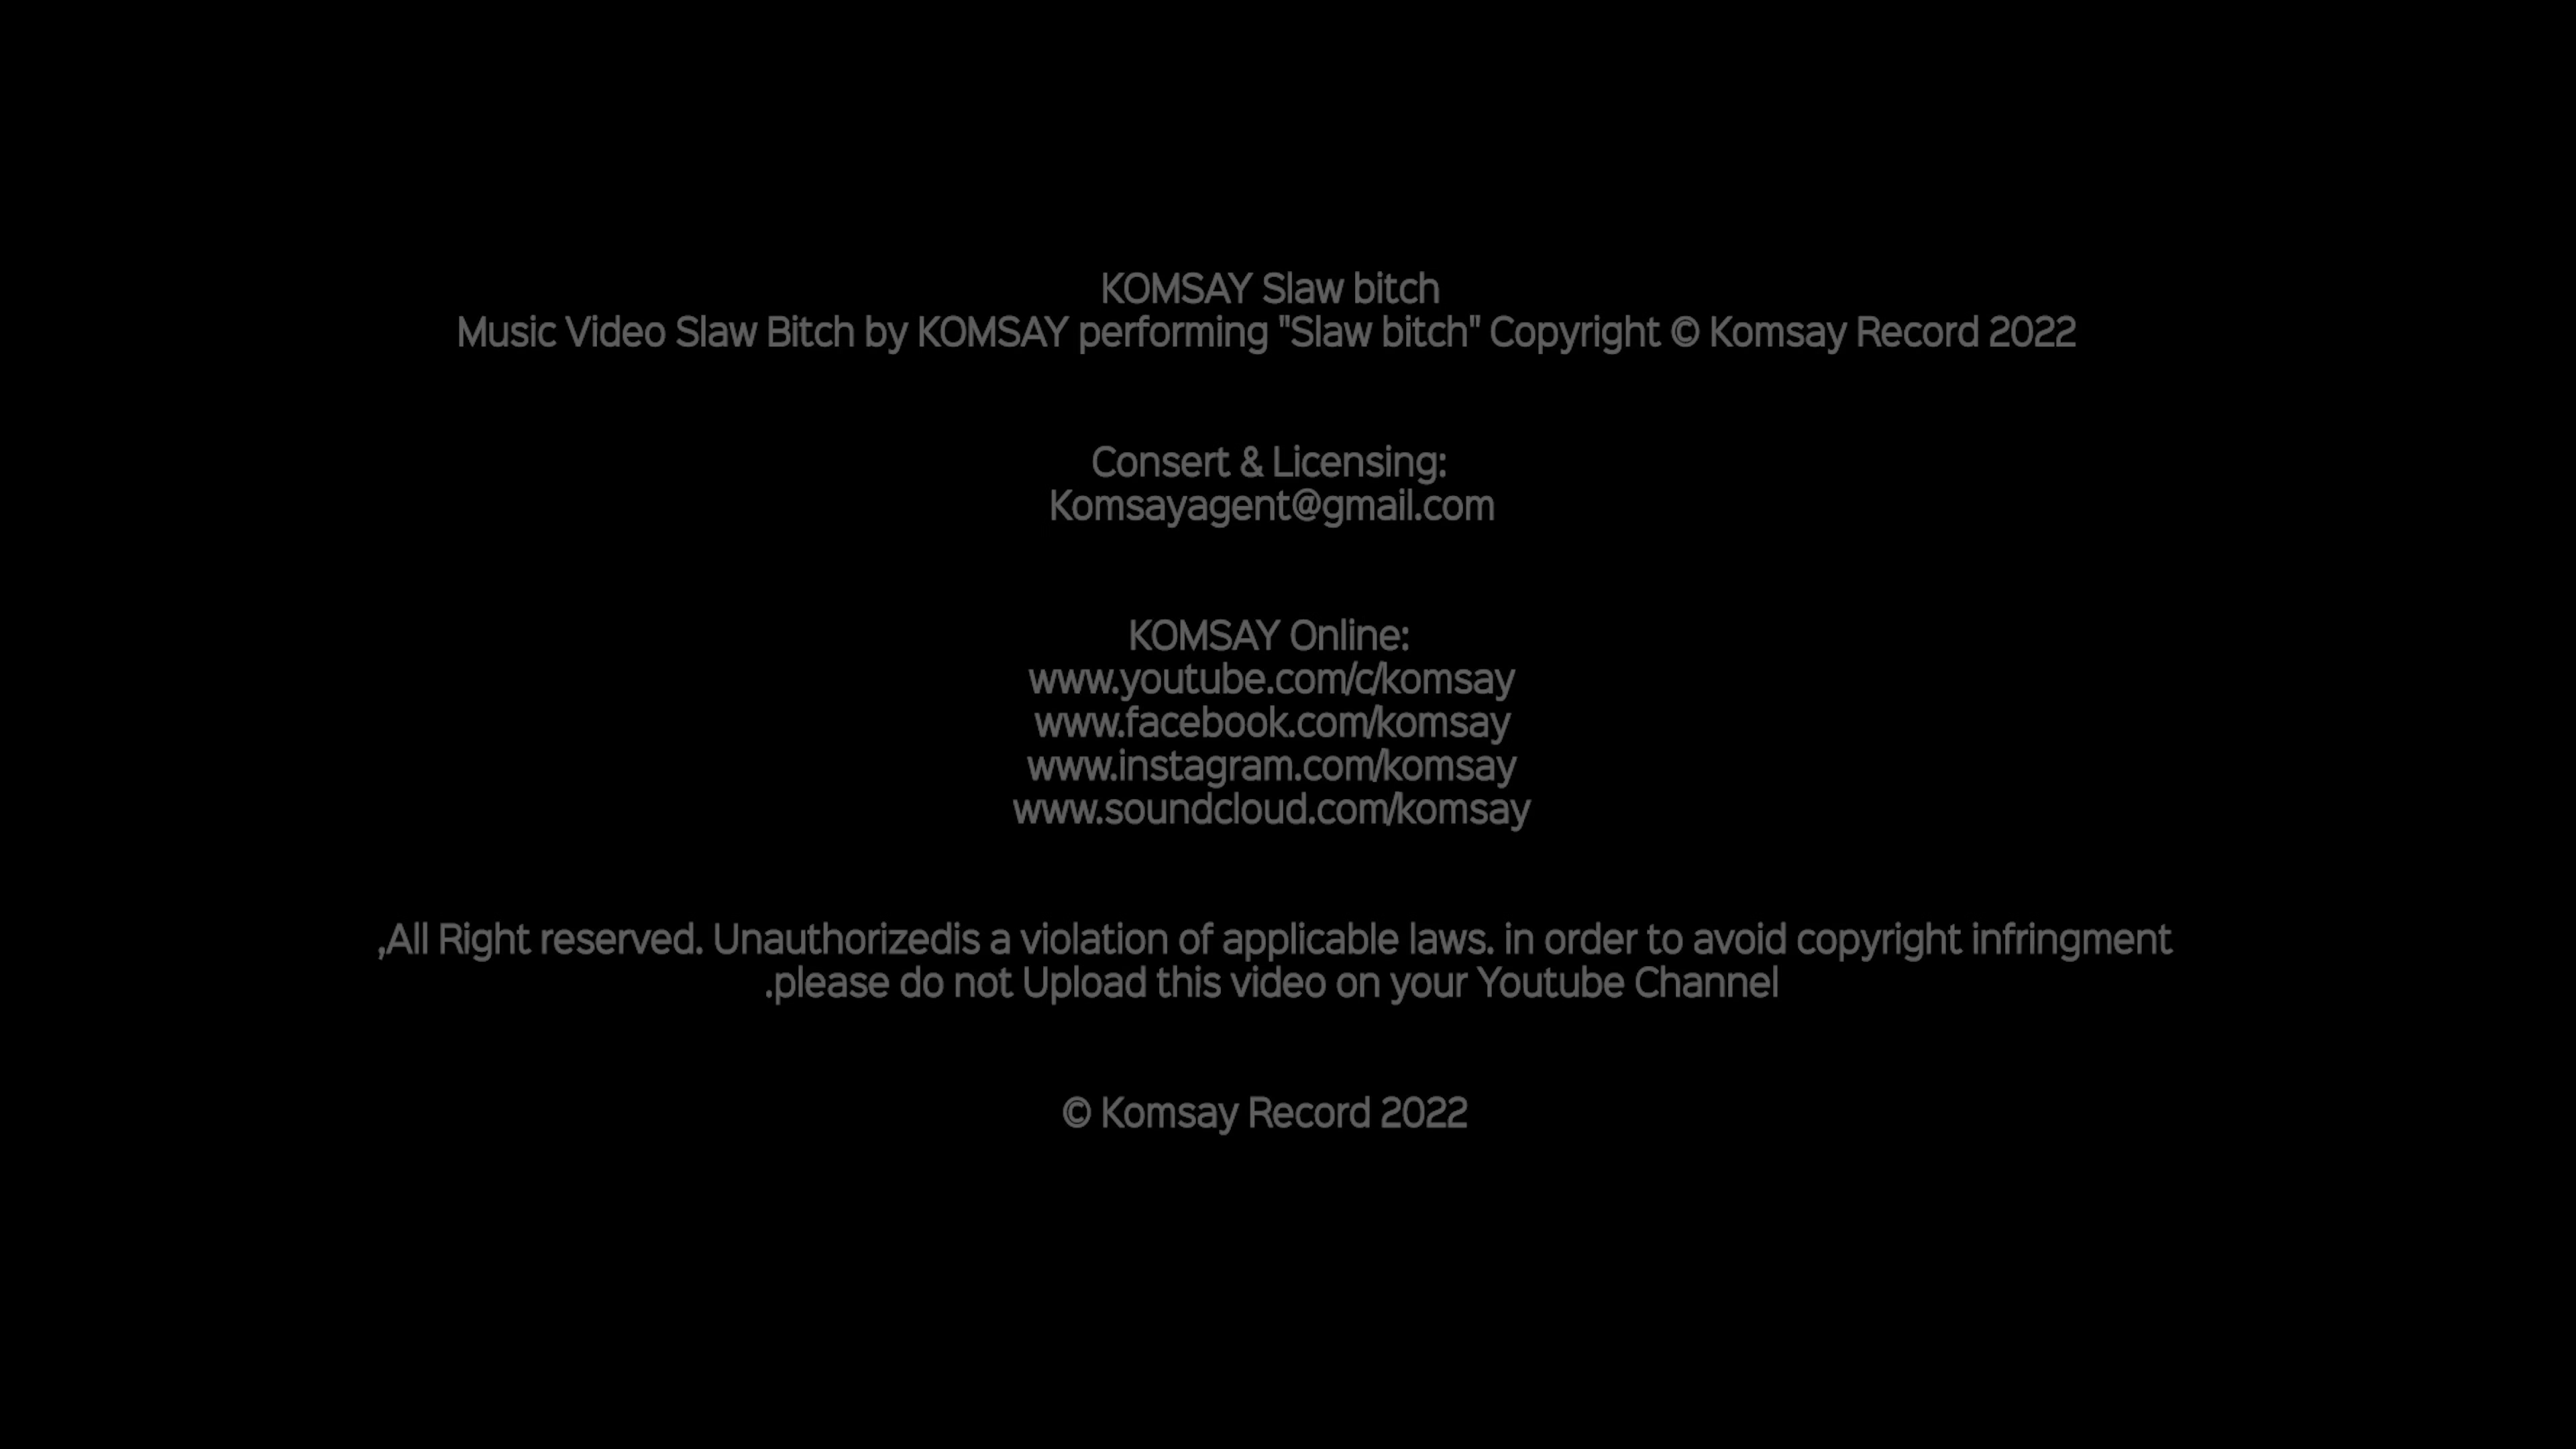 KOMSAY Slaw bitch
Music Video Slaw Bitch by KOMSAY performing "Slaw bitch" Copyright © Komsay Record 2022
Consert & Licensing:
Komsayagent@gmail.com
KOMSAY Online:
www.youtube.com/c/komsay
www.facebook.com/komsay
www.instagram.com/komsay
www.soundcloud.com/komsay
,All Right reserved. Unauthorizedis a violation of applicable laws. in order to avoid copyright infringment
.please do not Upload this video on your Youtube Channel
© Komsay Record 2022